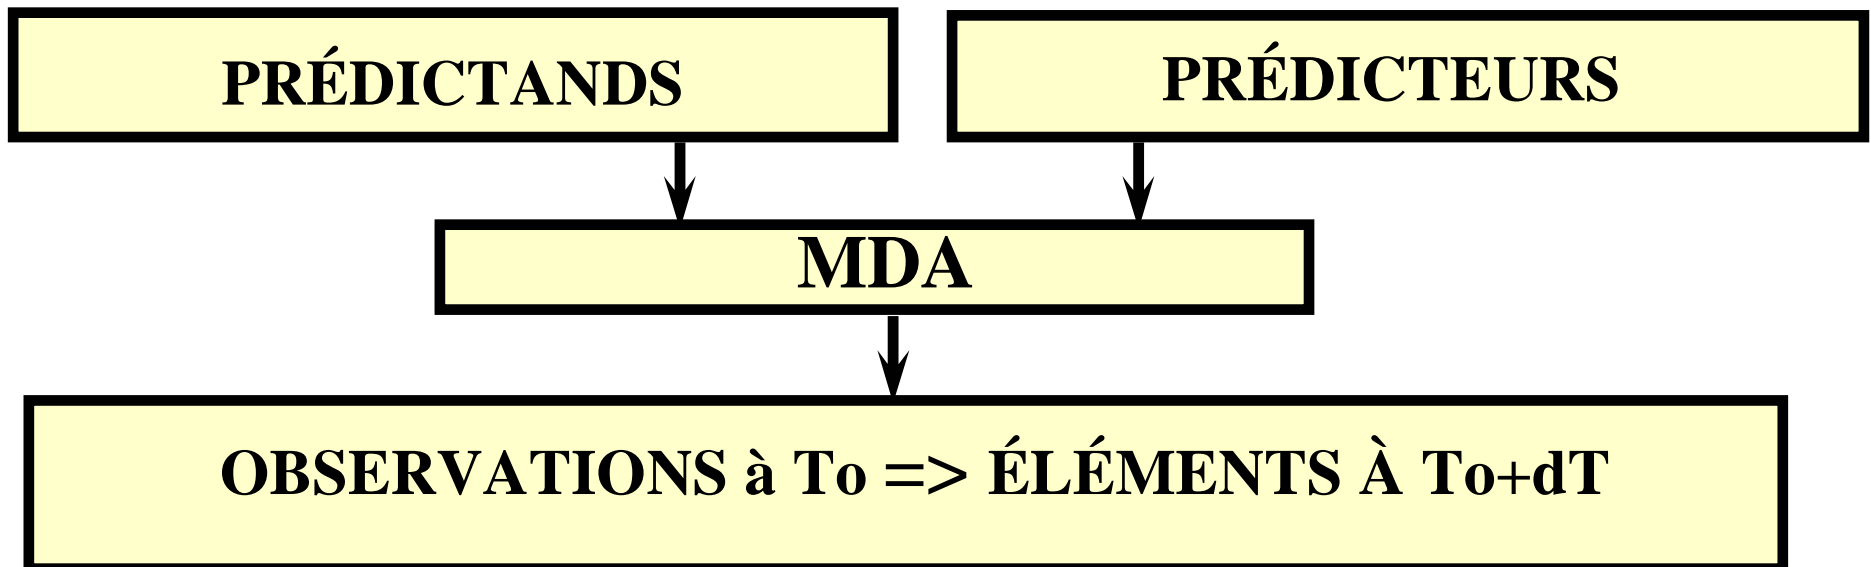 PRÉDICTANDS
PRÉDICTEURS
MDA
OBSERVATIONS à To => ÉLÉMENTS À To+dT